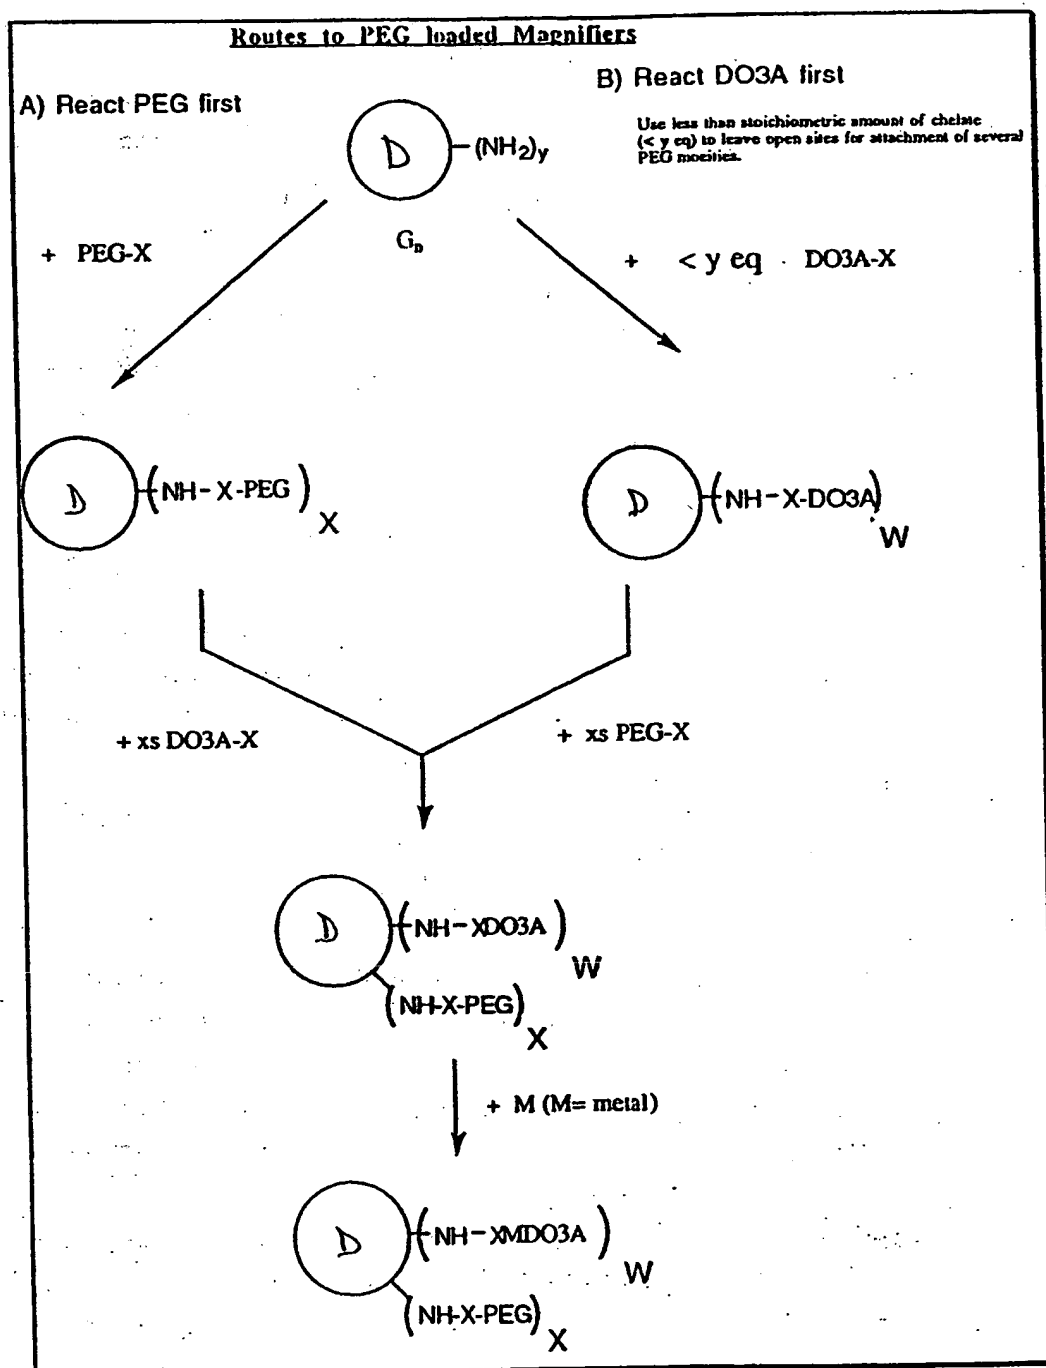 Routes to PEG loaded Magnifiers
A) React PEG first
B) React DO3A first
Use less than stoichiometric amount of chelate
(< y eq) to leave open sites for attachment of several
PEG moeities.
D
(NH2)y
G
+ PEG-X
+ < y eq DO3A-X
D
(NH-X-PEG)X
D
(NH-X-DO3A)W
+ xs DO3A-X
+ xs PEG-X
D
(NH-XDO3A)W
(NH-X-PEG)X
+ M (M= metal)
D
(NH-XMDO3A)W
(NH-X-PEG)X